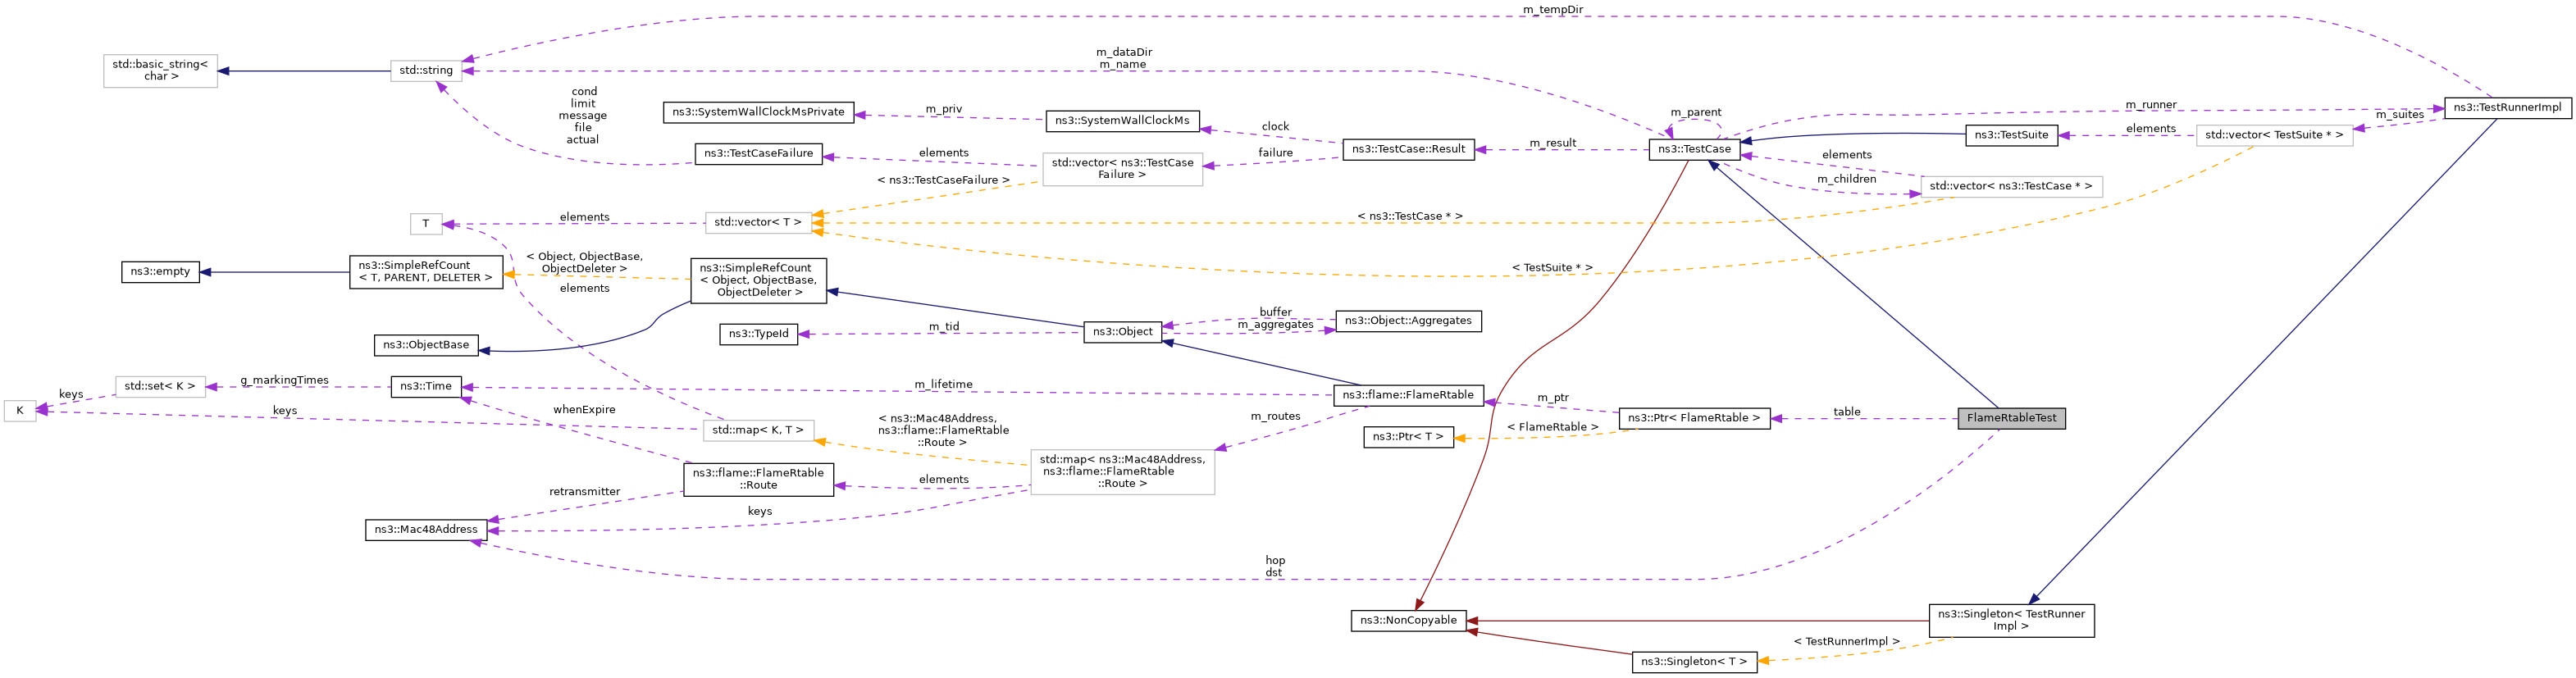 m_tempDir
std::basic_string<
char >
std::string
m_dataDir
m_name
cond
limit
message
file
actual
ns3::SystemWallClockMsPrivate
m_priv
ns3::SystemWallClockMs
clock
ns3::TestCaseFailure
elements
std::vector< ns3::TestCase
Failure >
failure
ns3::TestCase::Result
m_result
m_parent
ns3::TestCase
m_runner
ns3::TestSuite
elements
std::vector< TestSuite * >
m_suites
ns3::TestRunnerImpl
elements
m_children
std::vector< ns3::TestCase * >
< ns3::TestCaseFailure >
T
elements
std::vector< T >
< ns3::TestCase * >
< TestSuite * >
ns3::empty
ns3::SimpleRefCount
< T, PARENT, DELETER >
< Object, ObjectBase,
ObjectDeleter >
elements
ns3::SimpleRefCount
< Object, ObjectBase,
ObjectDeleter >
ns3::ObjectBase
ns3::TypeId
m_tid
ns3::Object
buffer
m_aggregates
ns3::Object::Aggregates
K
keys
keys
std::set< K >
g_markingTimes
ns3::Time
whenExpire
m_lifetime
ns3::flame::FlameRtable
m_ptr
ns3::Ptr< FlameRtable >
table
FlameRtableTest
std::map< K, T >
< ns3::Mac48Address,
ns3::flame::FlameRtable
::Route >
m_routes
ns3::Ptr< T >
< FlameRtable >
ns3::flame::FlameRtable
::Route
elements
std::map< ns3::Mac48Address,
ns3::flame::FlameRtable
::Route >
retransmitter
keys
ns3::Mac48Address
hop
dst
ns3::NonCopyable
ns3::Singleton< TestRunner
Impl >
< TestRunnerImpl >
ns3::Singleton< T >